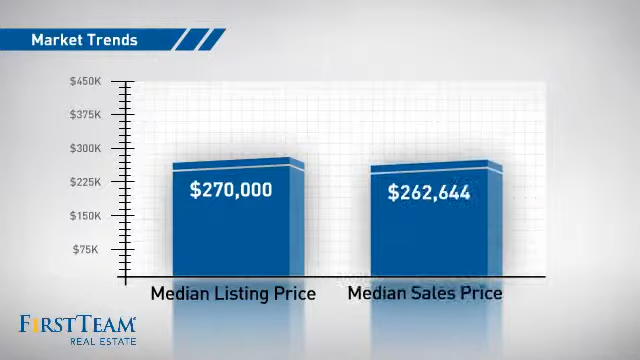 Market Trends
$450K
$375K
$300K
$225K
$150K
$75K
$270,000
$262,644
Median Listing Price
Median Sales Price
FIRSTTEAM®
REAL ESTATE